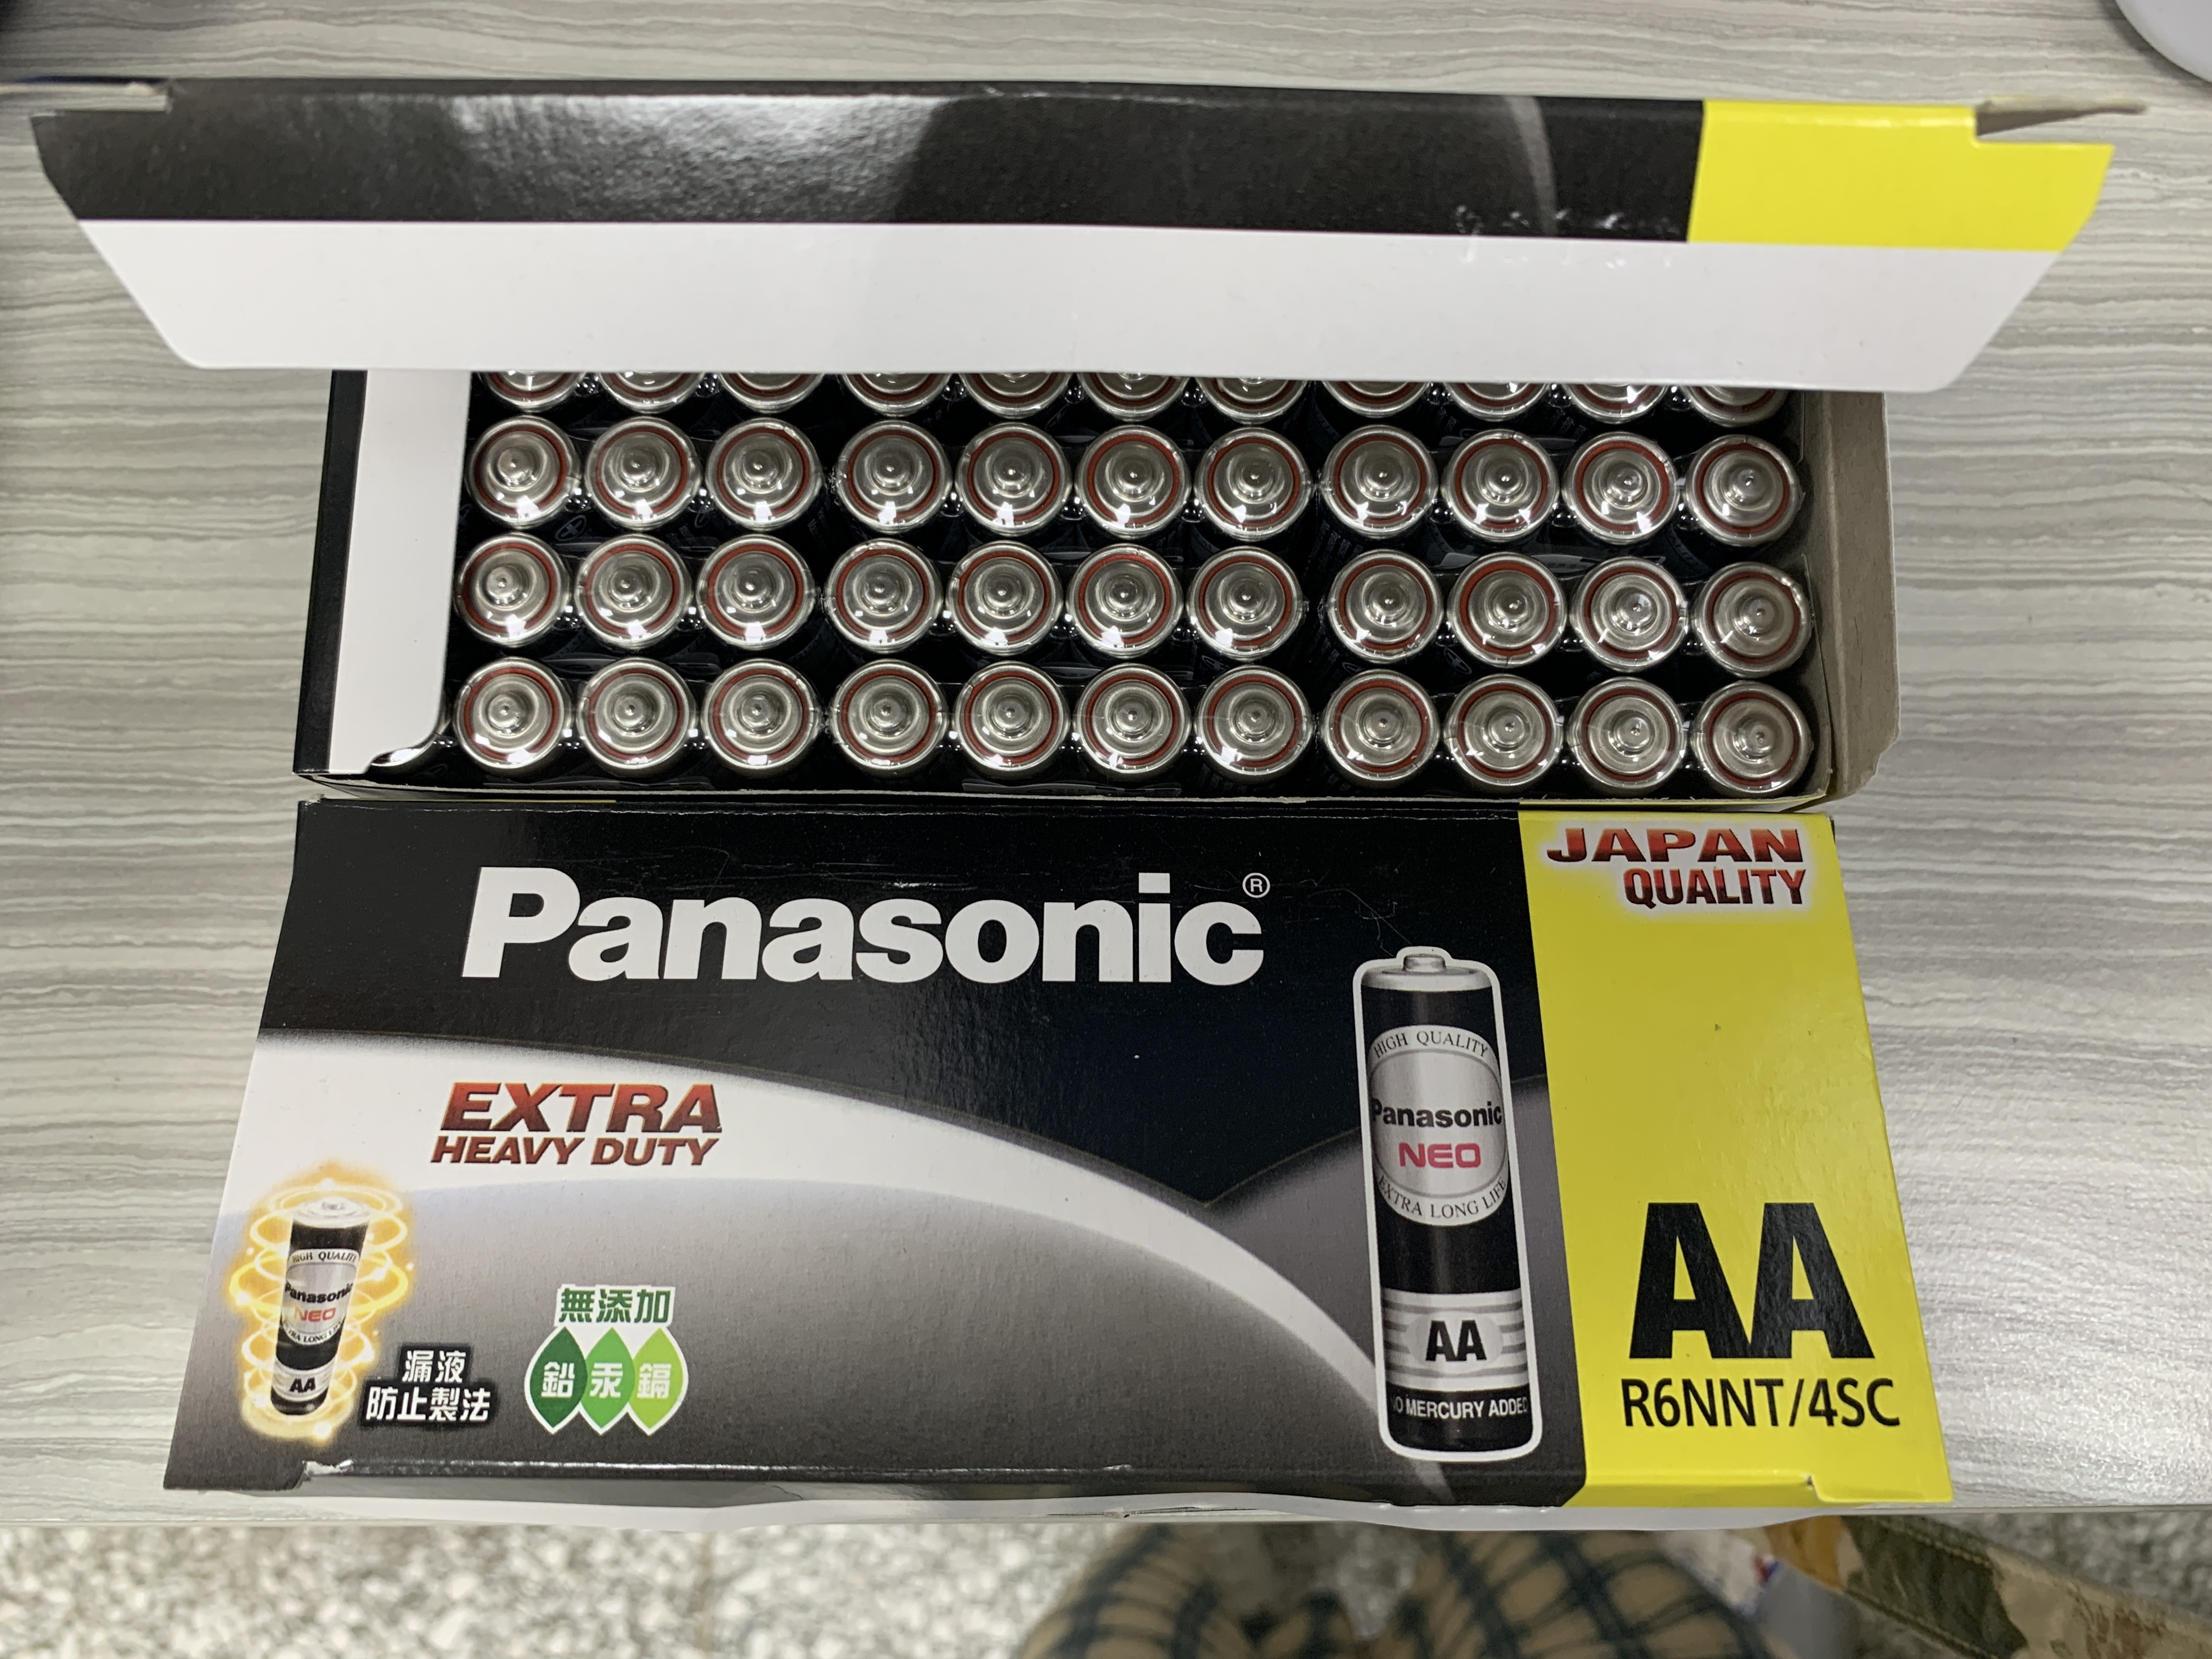 Panasonic®
JAPAN
QUALITY
EXTRA
HEAVY DUTY
HIGH QUALITY
Panasonic
NEO
EXTRA LONG LIFE
AA
NO MERCURY ADDED
AA
R6NNT/4SC
HIGH QUALITY
Panasonic
NEO
EXTRA LONG LIFE
AA
漏液
防止製法
無添加
鉛 汞 鎘